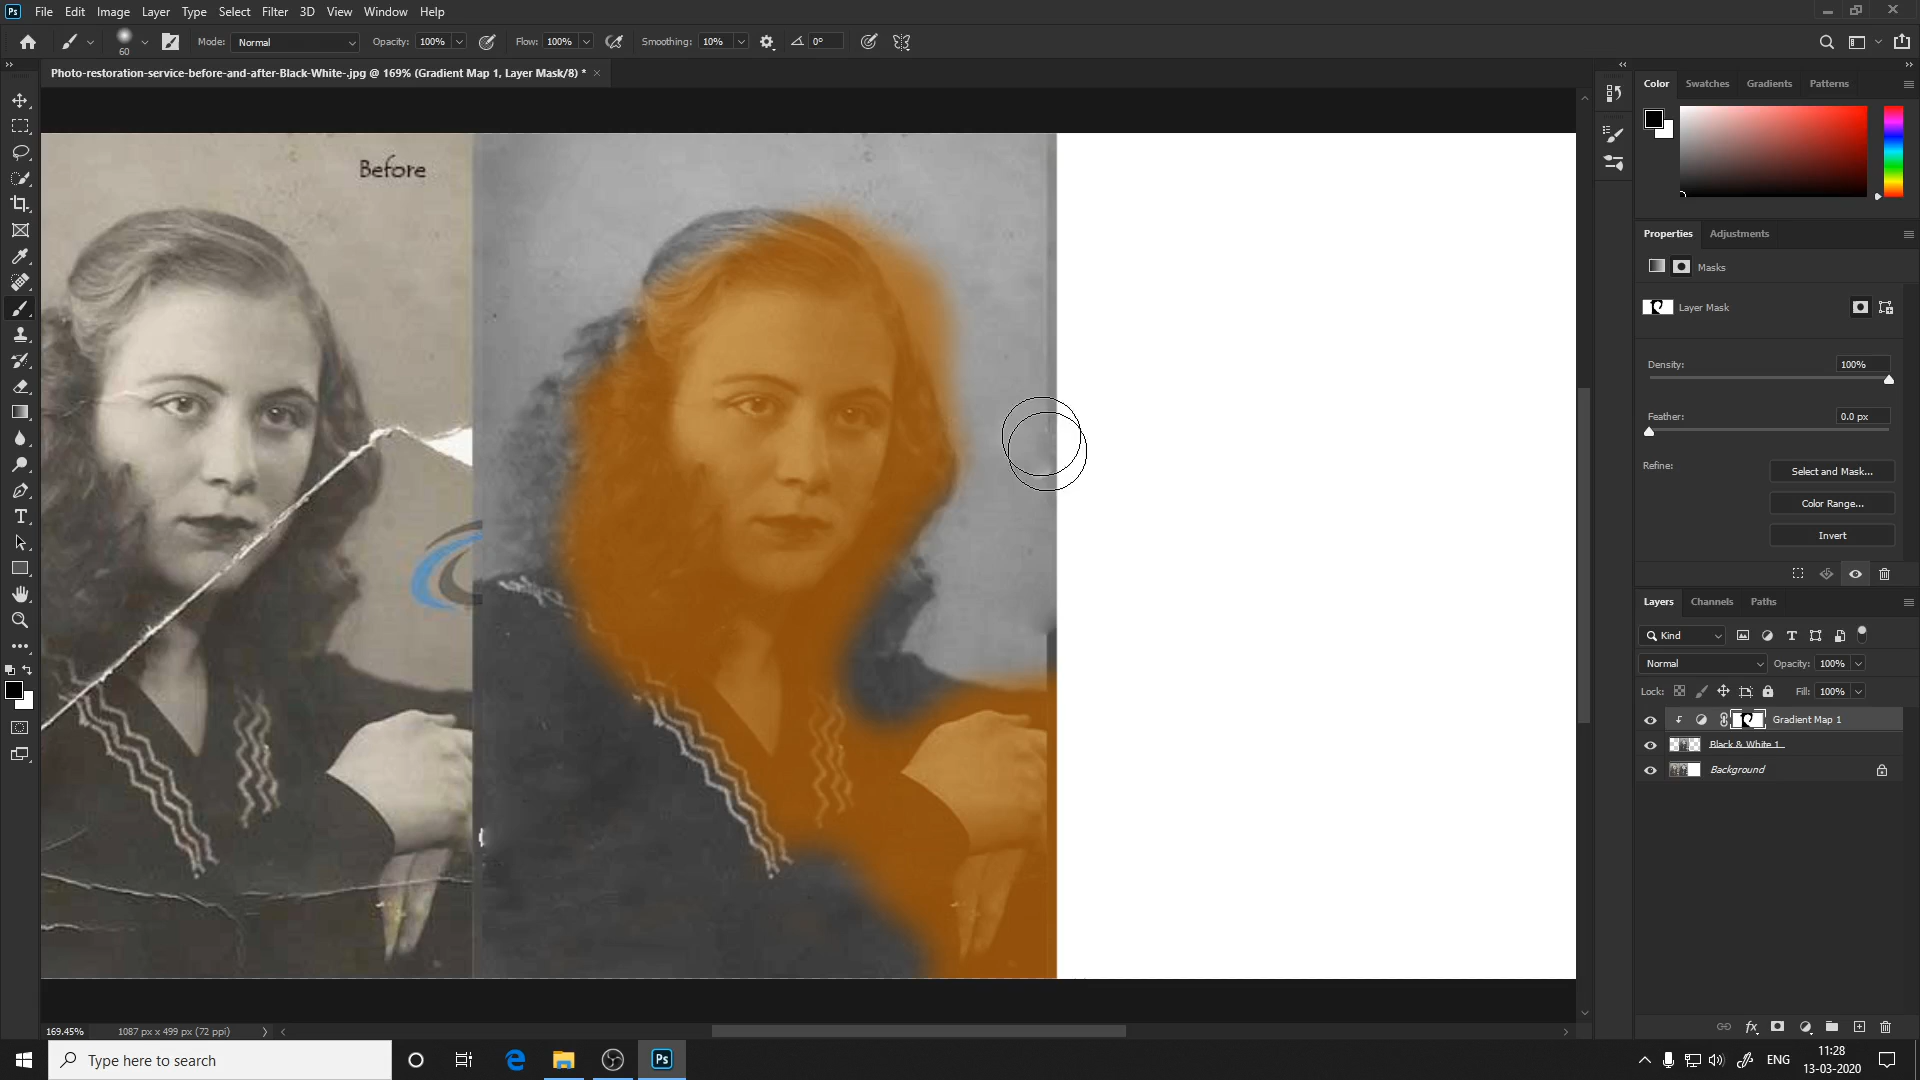 Ps File Edit Image Layer Type Select Filter 3D View Window Help
60 Mode: Normal Opacity: 100% Flow: 100% Smoothing: 10% 0°
Photo-restoration-service-before-and-after-Black-White-.jpg @ 169% (Gradient Map 1, Layer Mask/8) * ×
Color Swatches Gradients Patterns
Before
Properties Adjustments
Masks
Layer Mask
Density: 100%
Feather: 0.0 px
Refine: Select and Mask...
Color Range...
Invert
Layers Channels Paths
Kind
Normal Opacity: 100%
Lock: Fill: 100%
Gradient Map 1
Black & White 1
Background
fx
169.45% 1087 px x 499 px (72 ppi)
Type here to search
Ps
ENG
11:28
13-03-2020